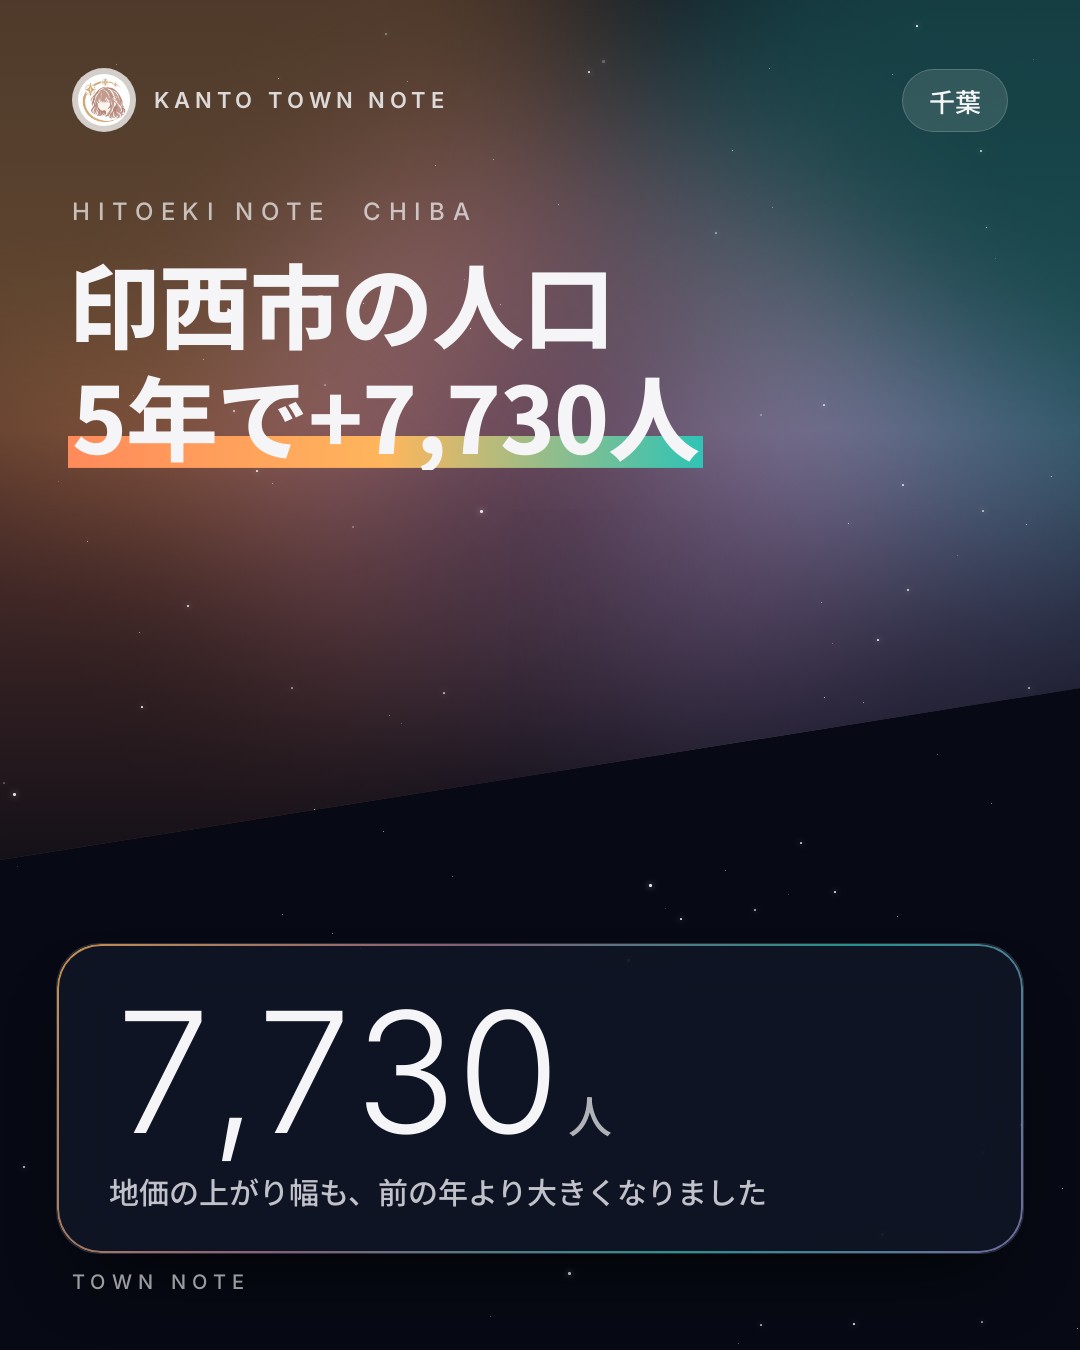 KANTO TOWN NOTE
千葉
HITOEKI NOTE CHIBA
印西市の人口
5年で+7,730人
7,730人
地価の上がり幅も、前の年より大きくなりました
TOWN NOTE